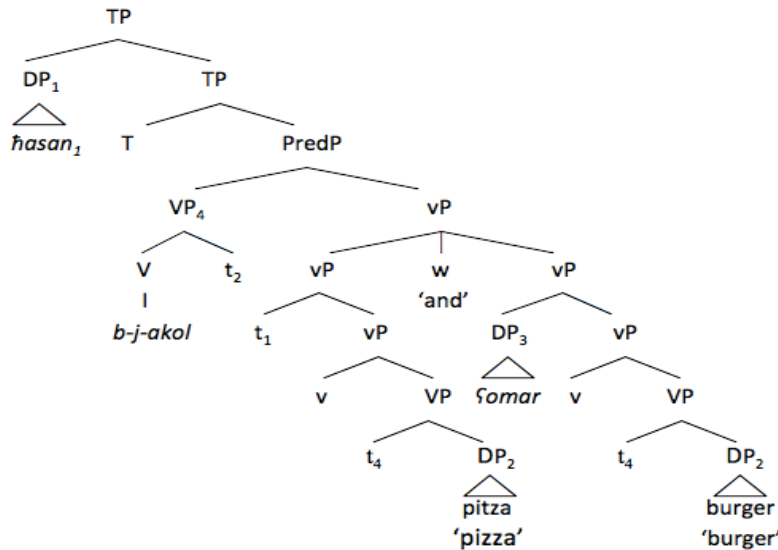 TP
DP₁ TP
ħasan₁ T PredP
VP₄ vP
V t₂ vP w vP
I 'and'
b-j-akol t₁ vP DP₃ vP
v VP ʕomar v VP
t₄ DP₂ t₄ DP₂
pitza burger
'pizza' 'burger'